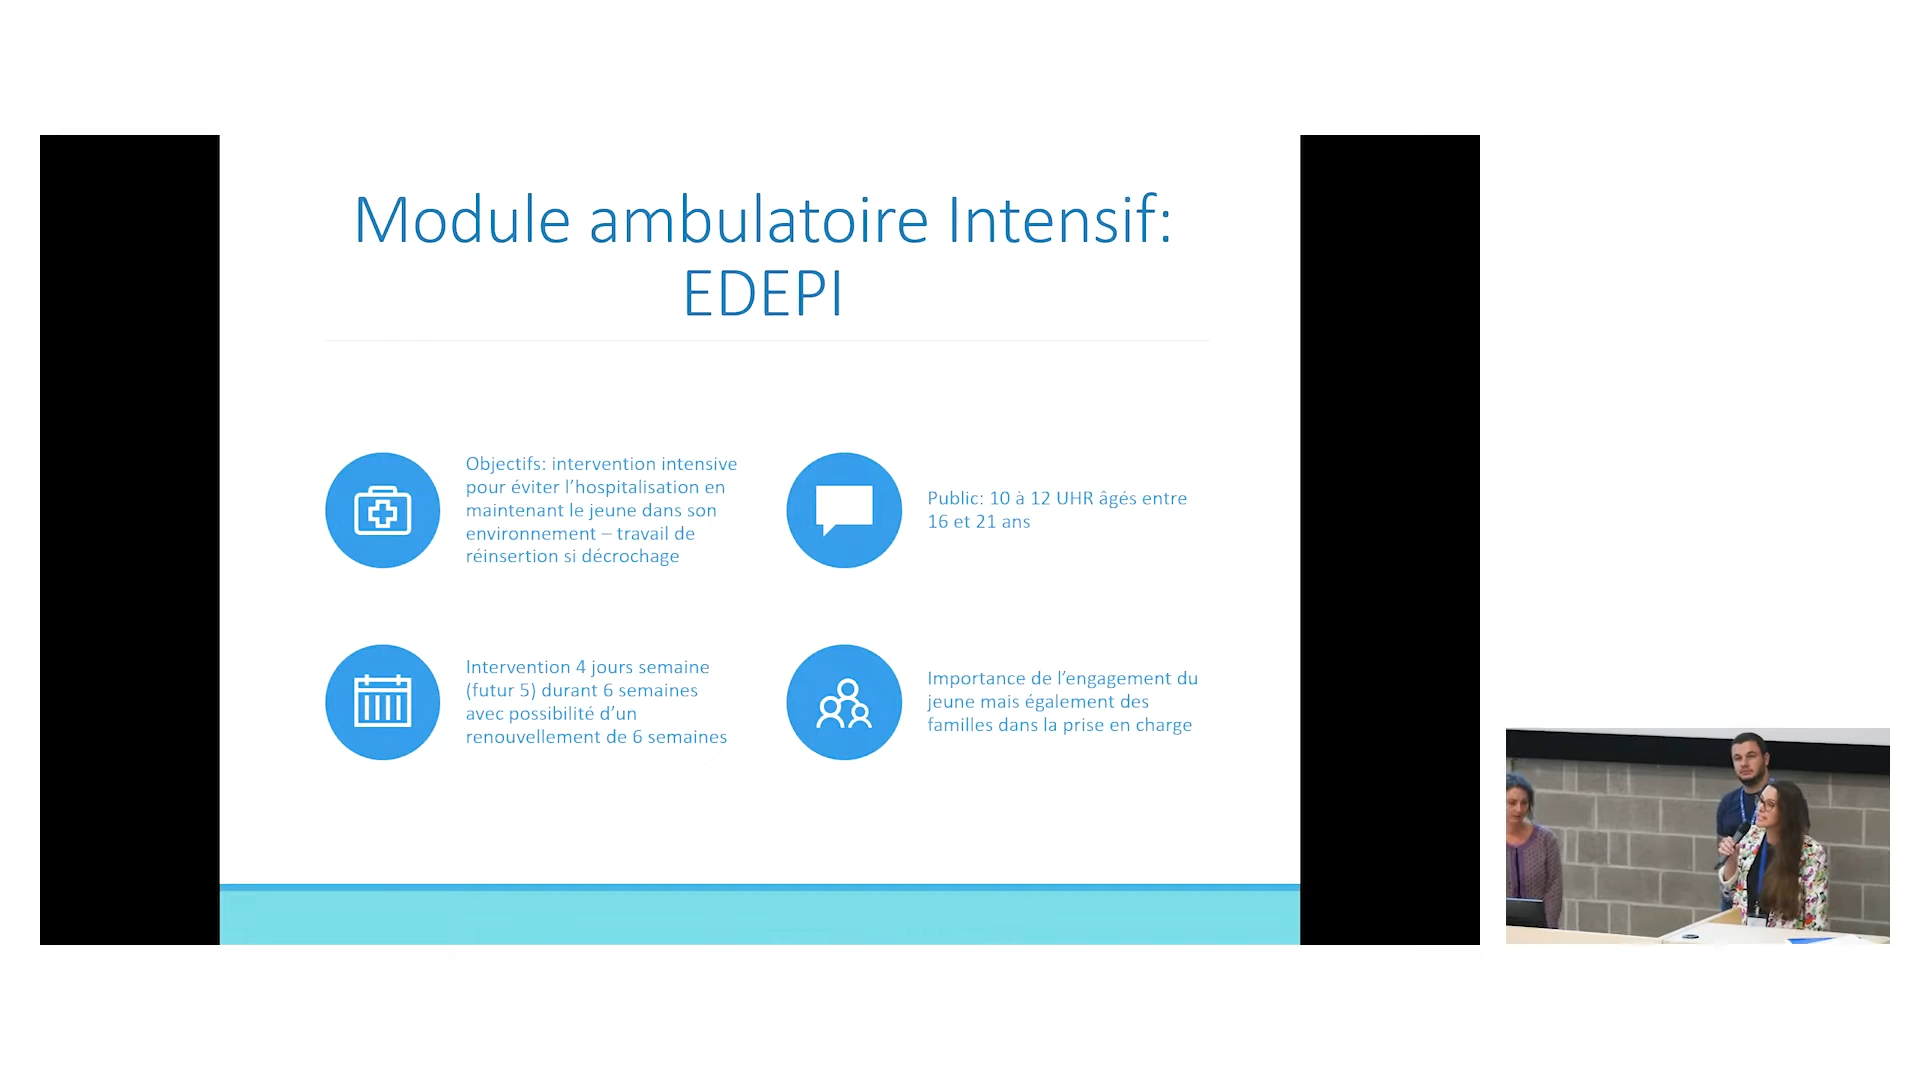 Module ambulatoire Intensif:
EDEPI
Objectifs: intervention intensive
pour éviter l’hospitalisation en
maintenant le jeune dans son
environnement – travail de
réinsertion si décrochage
Public: 10 à 12 UHR âgés entre
16 et 21 ans
Intervention 4 jours semaine
(futur 5) durant 6 semaines
avec possibilité d’un
renouvellement de 6 semaines
Importance de l’engagement du
jeune mais également des
familles dans la prise en charge